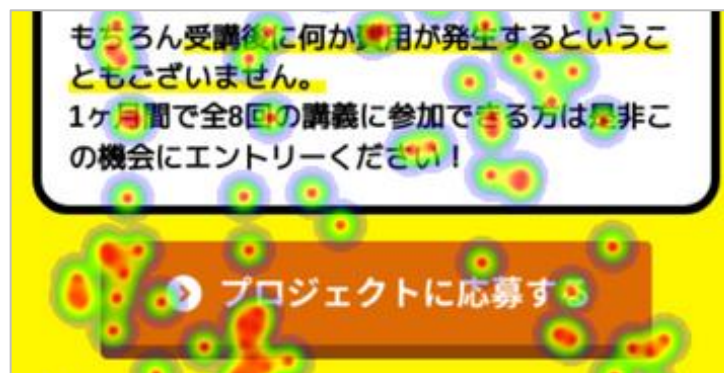 もちろん受講後に何か費用が発生するというこ
ともございません。
1ヶ月間で全8回の講義に参加できる方は是非こ
の機会にエントリーください！
プロジェクトに応募する